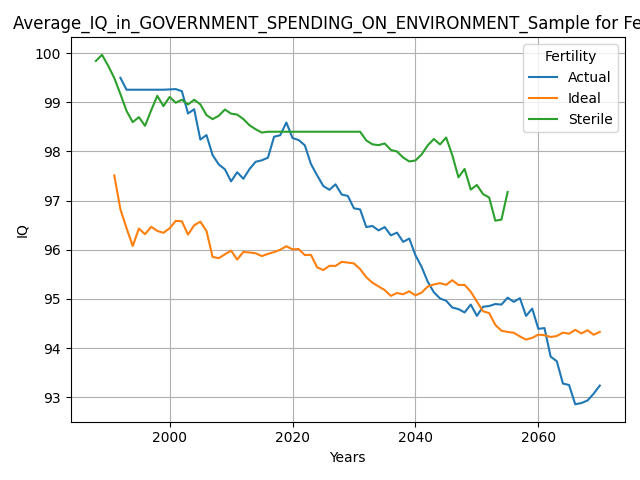 Average_IQ_in_GOVERNMENT_SPENDING_ON_ENVIRONMENT_Sample for Fe
Fertility
Actual
Ideal
Sterile
IQ
100
99
98
97
96
95
94
93
2000
2020
2040
2060
Years